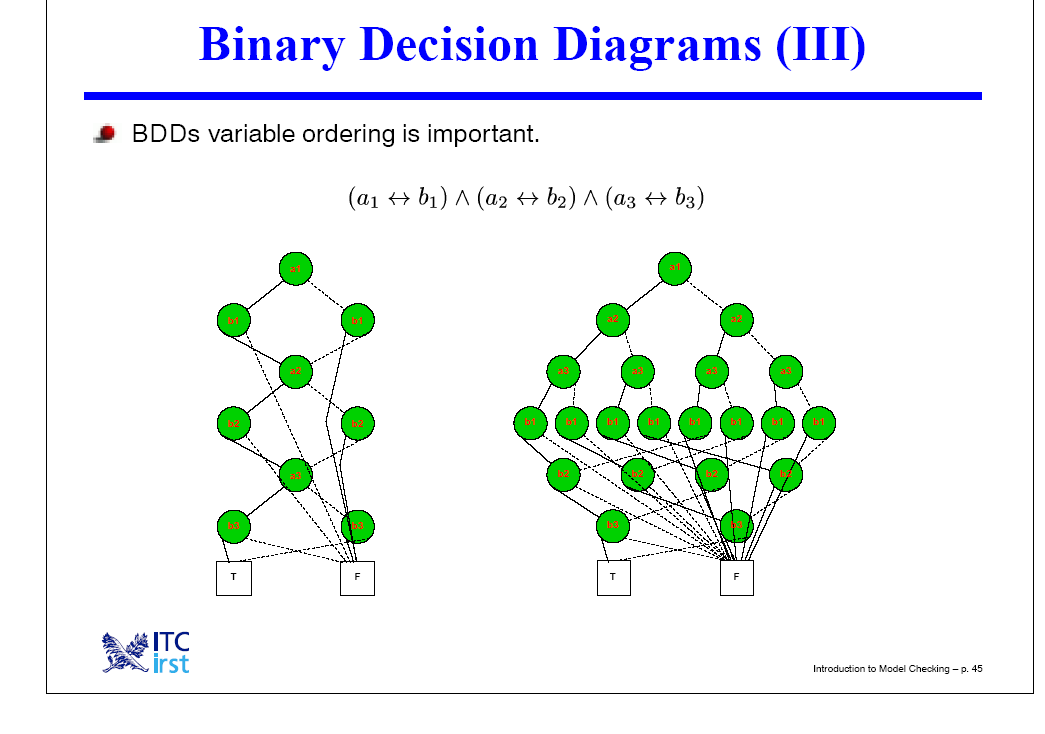 Binary Decision Diagrams (III)
BDDs variable ordering is important.
(a₁ ↔ b₁) ∧ (a₂ ↔ b₂) ∧ (a₃ ↔ b₃)
a1 a1
b1 b1 a2 a2
a2 a3 a3 a3 a3
b2 b2 b1 b1 b1 b1 b1 b1 b1 b1
a3 b2 b2 b2 b2
b3 b3 b3 b3
T F T F
ITC
irst
Introduction to Model Checking – p. 45